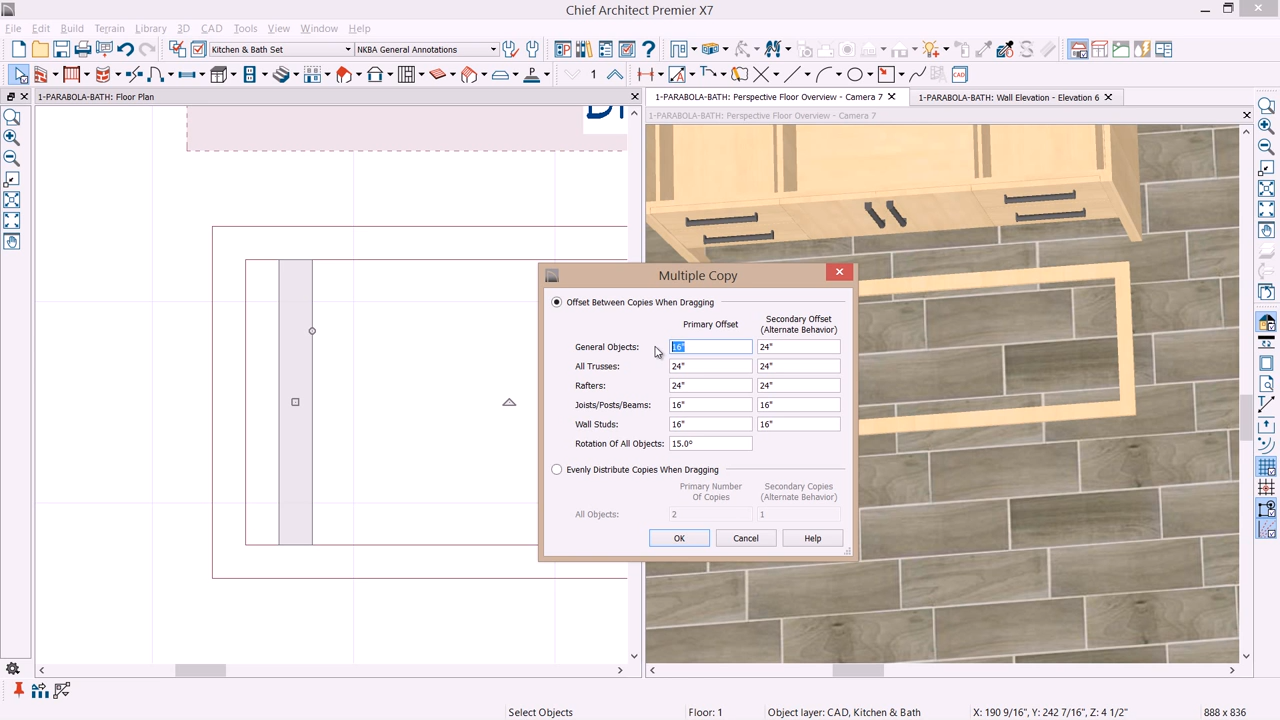 Chief Architect Premier X7
File Edit Build Terrain Library 3D CAD Tools View Window Help
Kitchen & Bath Set NKBA General Annotations
1
CAD
1-PARABOLA-BATH: Floor Plan
1-PARABOLA-BATH: Perspective Floor Overview - Camera 7
1-PARABOLA-BATH: Wall Elevation - Elevation 6
1-PARABOLA-BATH: Perspective Floor Overview - Camera 7
Multiple Copy
Offset Between Copies When Dragging
Primary Offset
Secondary Offset
(Alternate Behavior)
General Objects: 16" 24"
All Trusses: 24" 24"
Rafters: 24" 24"
Joists/Posts/Beams: 16" 16"
Wall Studs: 16" 16"
Rotation Of All Objects: 15.0°
Evenly Distribute Copies When Dragging
Primary Number
Of Copies
Secondary Copies
(Alternate Behavior)
All Objects: 2 1
OK Cancel Help
Select Objects Floor: 1 Object layer: CAD, Kitchen & Bath X: 190 9/16", Y: 242 7/16", Z: 4 1/2" 888 x 836